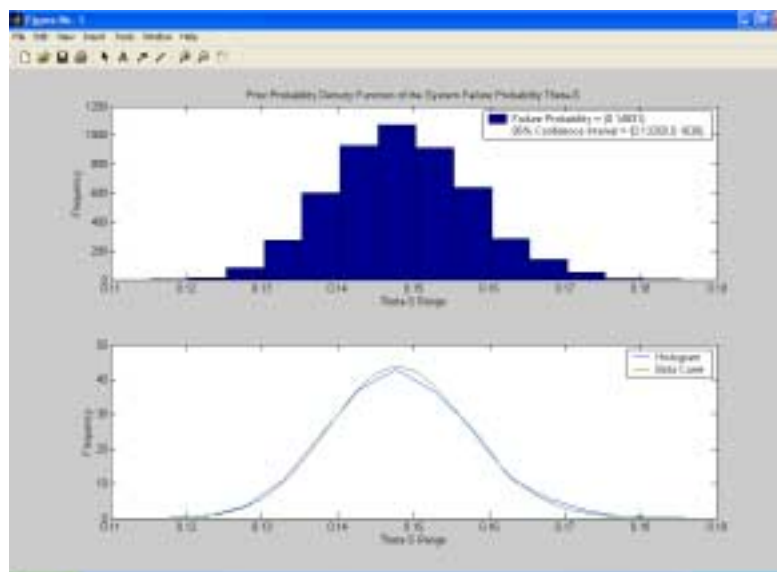 Figure No. 1
File Edit View Insert Tools Window Help
Prior Probability Density Function of the System Failure Probability Theta-S
1200
1000
800
600
400
200
0
Frequency
Failure Probability =
95% Confidence Interval =
0.11 0.12 0.13 0.14 0.15 0.16 0.17 0.18 0.19
Theta-S Range
50
40
30
20
10
0
Frequency
Histogram
Beta Curve
0.11 0.12 0.13 0.14 0.15 0.16 0.17 0.18 0.19
Theta-S Range